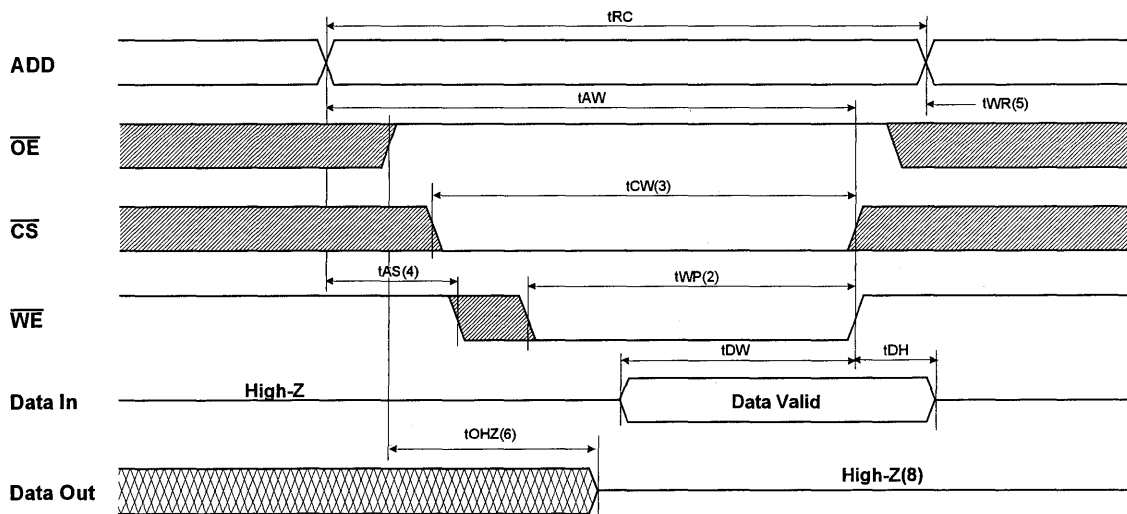 tRC
ADD
tAW
tWR(5)
OE
tCW(3)
CS
tAS(4)
tWP(2)
WE
tDW
tDH
High-Z
Data In
Data Valid
tOHZ(6)
High-Z(8)
Data Out